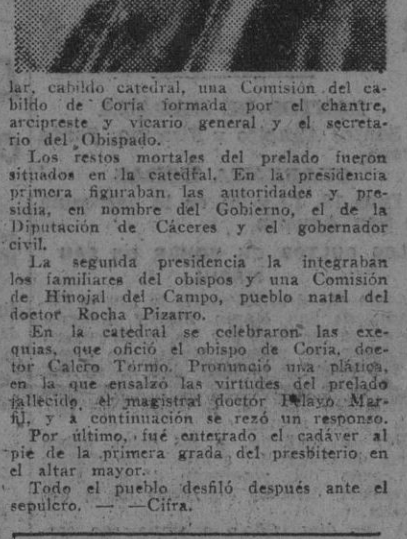 lar, cabildo catedral, una Comisión del ca-
bildo de Coria formada por el chantre,
arcipreste y vicario general y el secreta-
rio del Obispado.
Los restos mortales del prelado fueron
situados en la catedral. En la presidencia
primera figuraban las autoridades y pre-
sidia, en nombre del Gobierno, el de la
Diputación de Cáceres y el gobernador
civil.
La segunda presidencia la integraban
los familiares del obispos y una Comisión
de Hinojal del Campo, pueblo natal del
doctor Rocha Pizarro.
En la catedral se celebraron las exe-
quias, que ofició el obispo de Coria, doc-
tor Calero Tormo. Pronunció una plática,
en la que ensalzó las virtudes del prelado
fallecido el magistral doctor Pelayo Mar-
fil, y a continuación se rezó un responso.
Por último, fué enterrado el cadáver al
pie de la primera grada del presbiterio en
el altar mayor.
Todo el pueblo desfiló después ante el
sepulcro. — —Cifra.